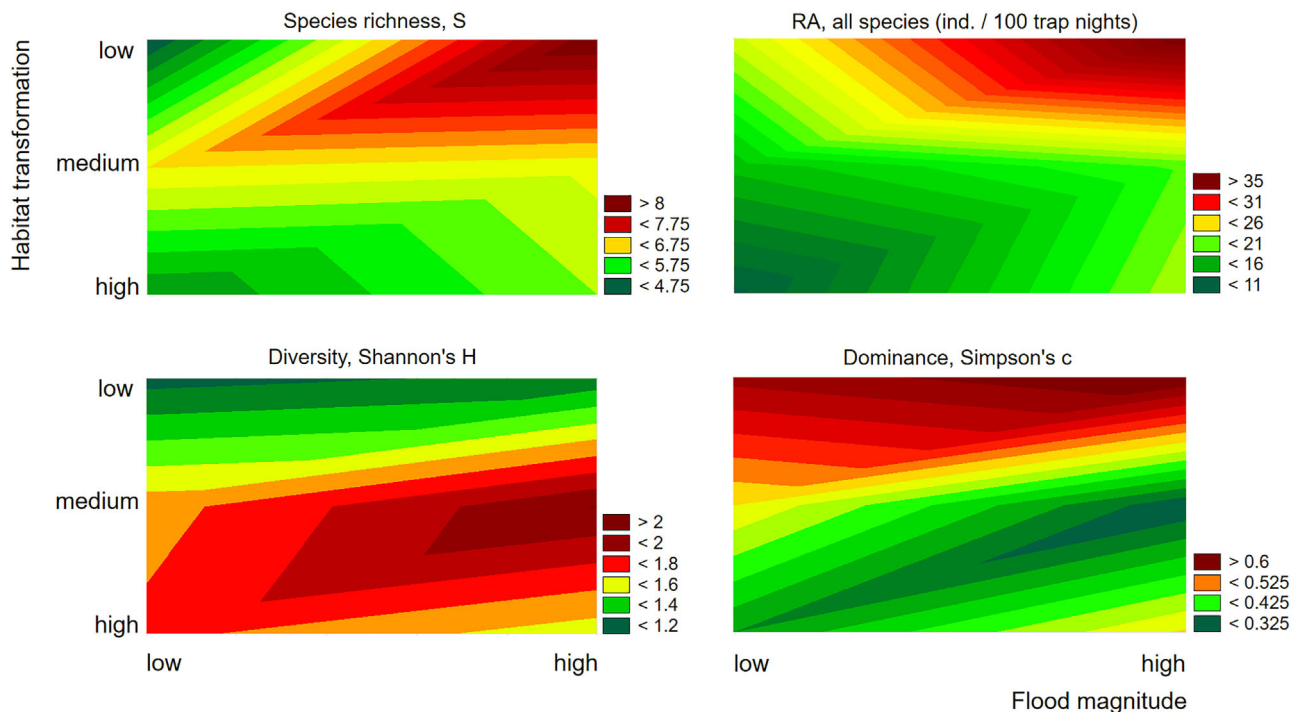 Species richness, S
RA, all species (ind. / 100 trap nights)
Habitat transformation
low
medium
high
> 8
< 7.75
< 6.75
< 5.75
< 4.75
> 35
< 31
< 26
< 21
< 16
< 11
Diversity, Shannon's H
Dominance, Simpson's c
low
medium
high
> 2
< 2
< 1.8
< 1.6
< 1.4
< 1.2
> 0.6
< 0.525
< 0.425
< 0.325
low
high
low
high
Flood magnitude